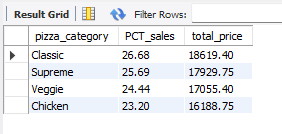 Result Grid Filter Rows:
pizza_category PCT_sales total_price
Classic 26.68 18619.40
Supreme 25.69 17929.75
Veggie 24.44 17055.40
Chicken 23.20 16188.75